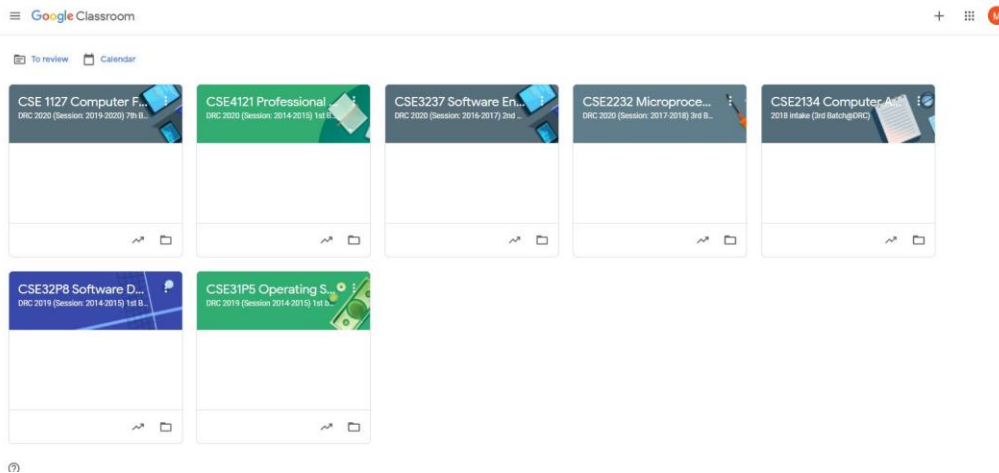 Google Classroom
M
To review
Calendar
CSE 1127 Computer F...
DRC 2020 (Session: 2019-2020) 7th B...
CSE4121 Professional ...
DRC 2020 (Session: 2014-2015) 1st B...
CSE3237 Software En...
DRC 2020 (Session: 2016-2017) 2nd ...
CSE2232 Microproce...
DRC 2020 (Session: 2017-2018) 3rd B...
CSE2134 Computer A...
2018 intake (3rd Batch@DRC)
CSE32P8 Software D...
DRC 2019 (Session: 2014-2015) 1st B...
CSE31P5 Operating S...
DRC 2019 (Session 2014-2015) 1st b...